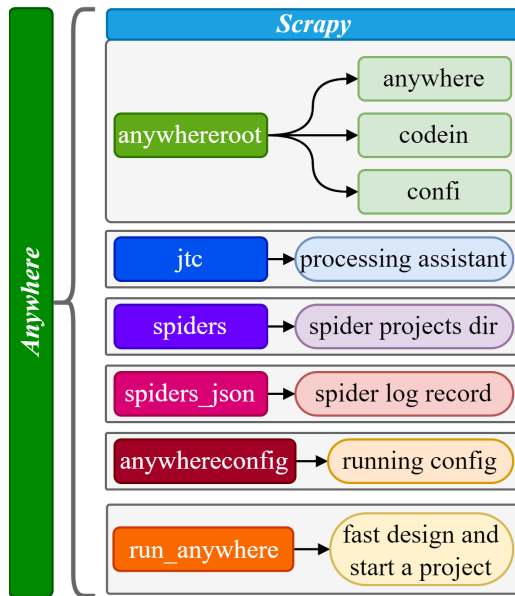 Anywhere
Scrapy
anywhereroot
anywhere
codein
confi
jtc
processing assistant
spiders
spider projects dir
spiders_json
spider log record
anywhereconfig
running config
run_anywhere
fast design and
start a project